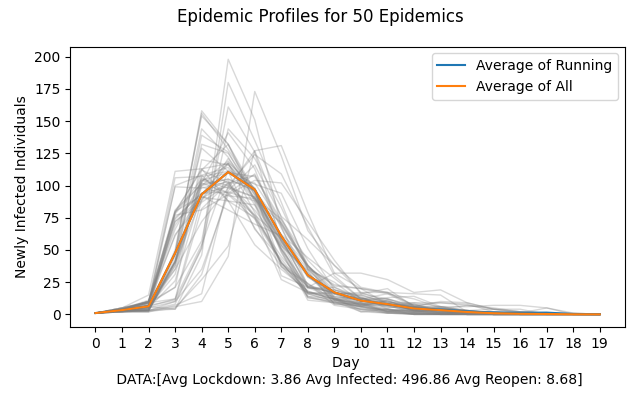 Epidemic Profiles for 50 Epidemics
Newly Infected Individuals
200
175
150
125
100
75
50
25
0
Average of Running
Average of All
0 1 2 3 4 5 6 7 8 9 10 11 12 13 14 15 16 17 18 19
Day
DATA:[Avg Lockdown: 3.86 Avg Infected: 496.86 Avg Reopen: 8.68]